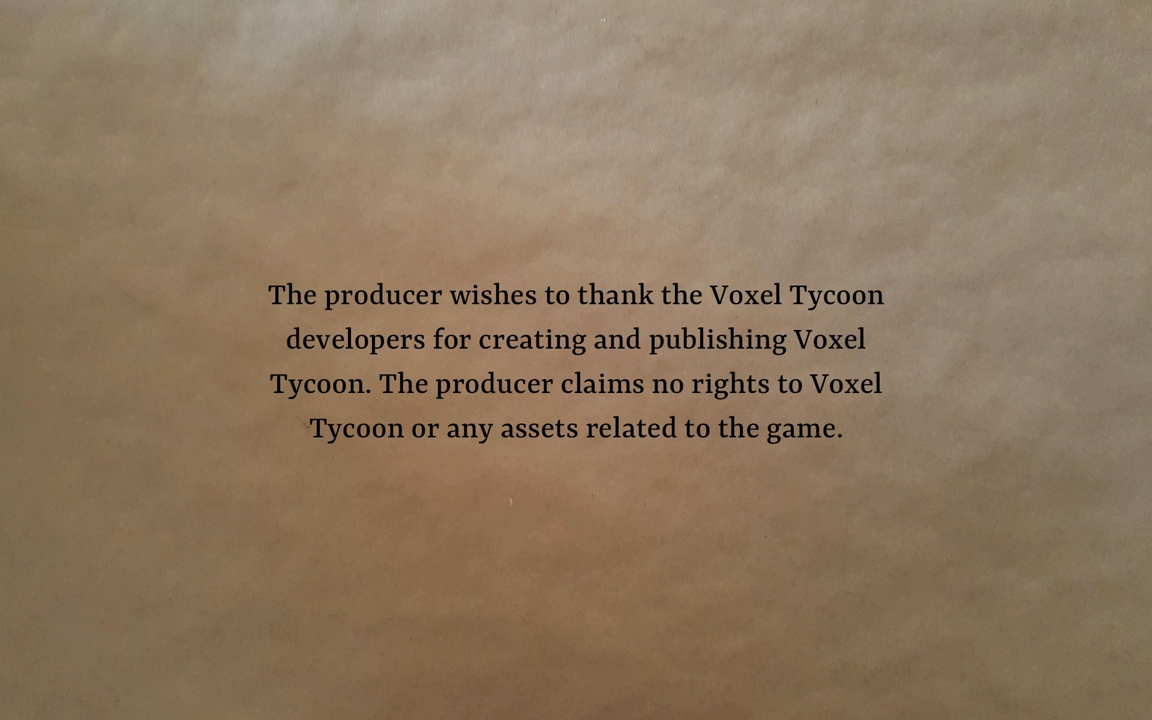 The producer wishes to thank the Voxel Tycoon
developers for creating and publishing Voxel
Tycoon. The producer claims no rights to Voxel
Tycoon or any assets related to the game.